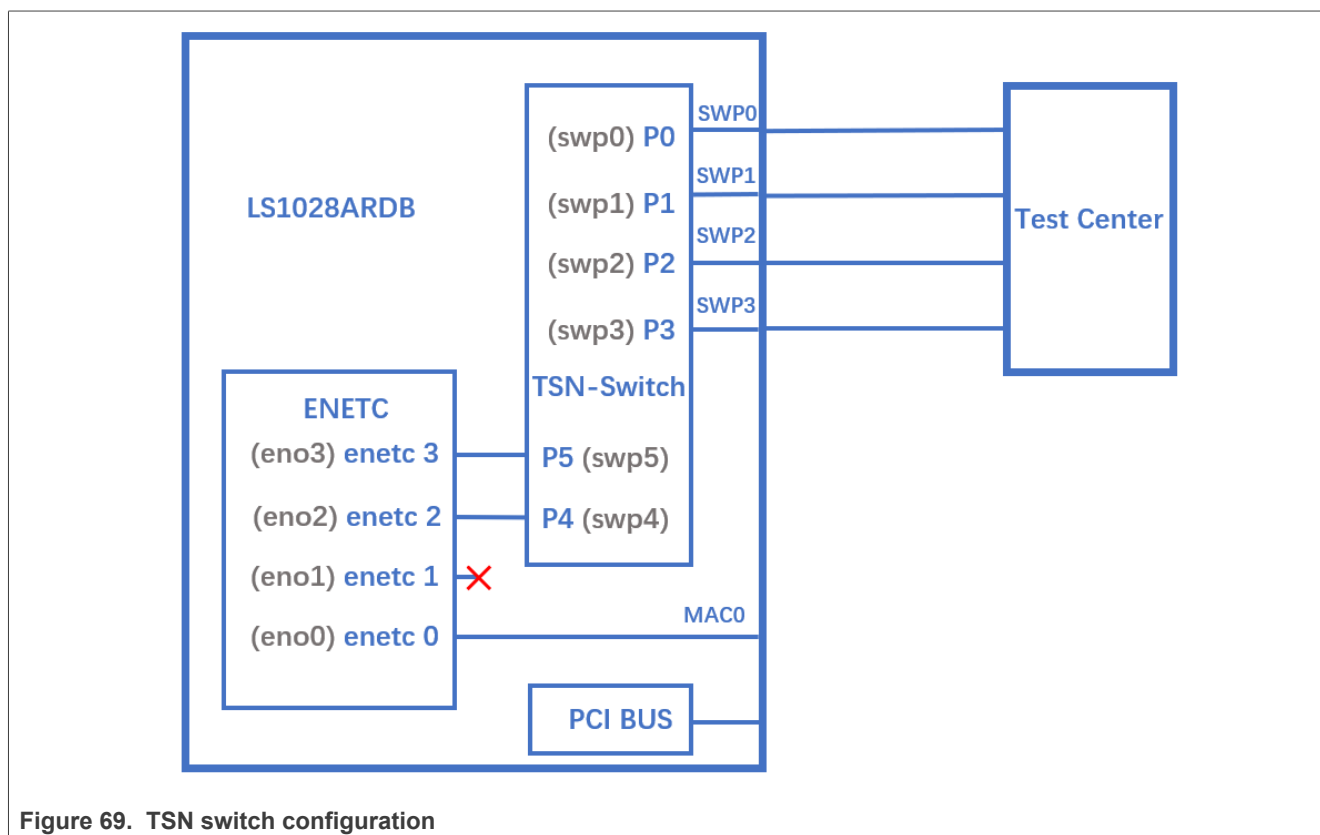 SWP0
(swp0) P0
SWP1
(swp1) P1
LS1028ARDB
Test Center
SWP2
(swp2) P2
SWP3
(swp3) P3
TSN-Switch
ENETC
(eno3) enetc 3
P5 (swp5)
(eno2) enetc 2
P4 (swp4)
(eno1) enetc 1
MAC0
(eno0) enetc 0
PCI BUS
Figure 69. TSN switch configuration